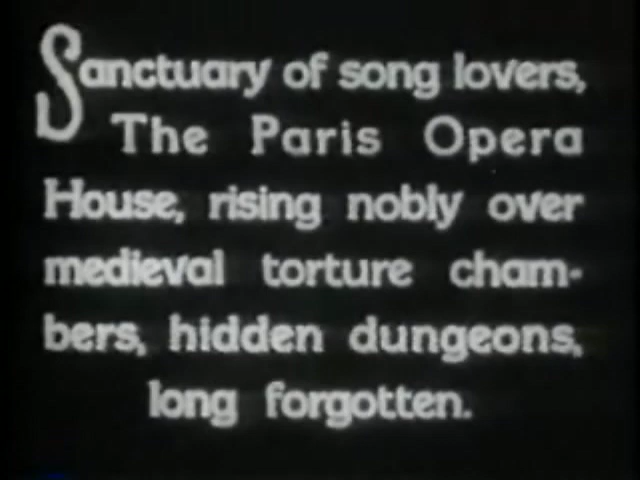 Sanctuary of song lovers,
The Paris Opera
House, rising nobly over
medieval torture cham-
bers, hidden dungeons,
long forgotten.